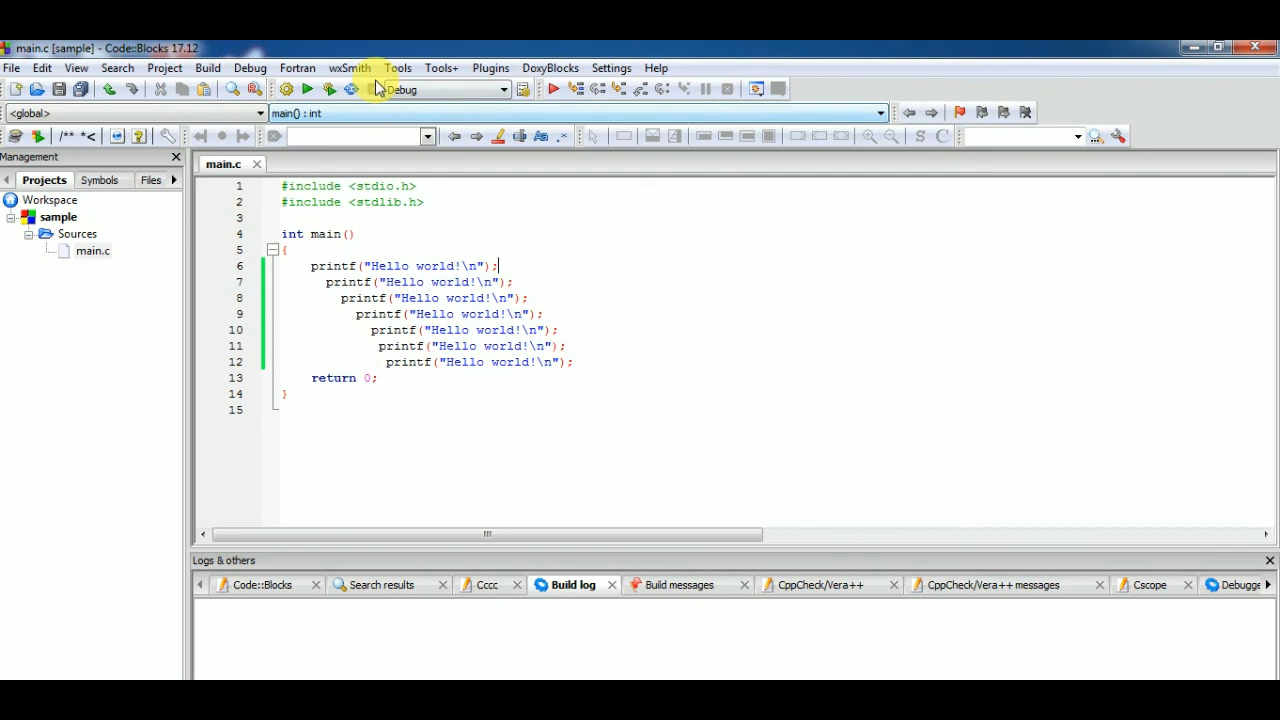 main.c [sample] - Code::Blocks 17.12
File Edit View Search Project Build Debug Fortran wxSmith Tools Tools+ Plugins DoxyBlocks Settings Help
Debug
<global> main() : int
/** *<
Aa .* S C
Management
Projects Symbols Files
main.c
Workspace
sample
Sources
main.c
1 #include <stdio.h>
2 #include <stdlib.h>
3
4 int main()
5 {
6 printf("Hello world!\n");
7 printf("Hello world!\n");
8 printf("Hello world!\n");
9 printf("Hello world!\n");
10 printf("Hello world!\n");
11 printf("Hello world!\n");
12 printf("Hello world!\n");
13 return 0;
14 }
15
Logs & others
Code::Blocks Search results Cccc Build log Build messages CppCheck/Vera++ CppCheck/Vera++ messages Cscope Debugge